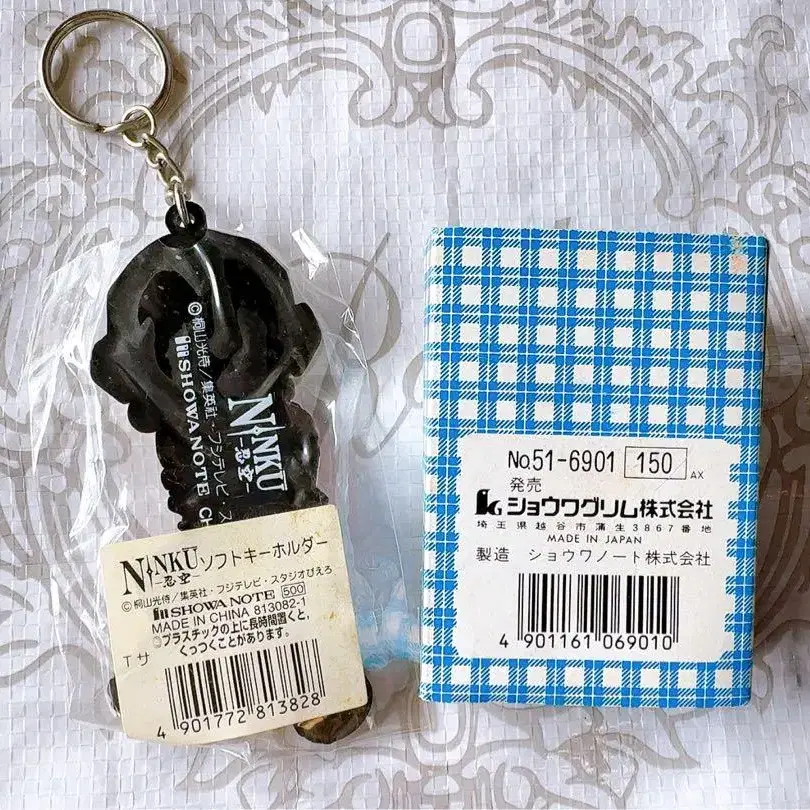 ©桐山光侍／集英社・フジテレビ・ス
SHOWA NOTE CH
NINKU
－忍空－
NINKU
－忍空－
ソフトキーホルダー
©桐山光侍／集英社・フジテレビ・スタジオぴえろ
SHOWA NOTE 500
MADE IN CHINA 813082-1
プラスチックの上に長時間置くと、
くっつくことがあります。
T サ
4 901772 813828
No.51-6901 150 AX
発売
ショウワグリム株式会社
埼玉県越谷市蒲生3867番地
MADE IN JAPAN
製造 ショウワノート株式会社
4 901161 069010